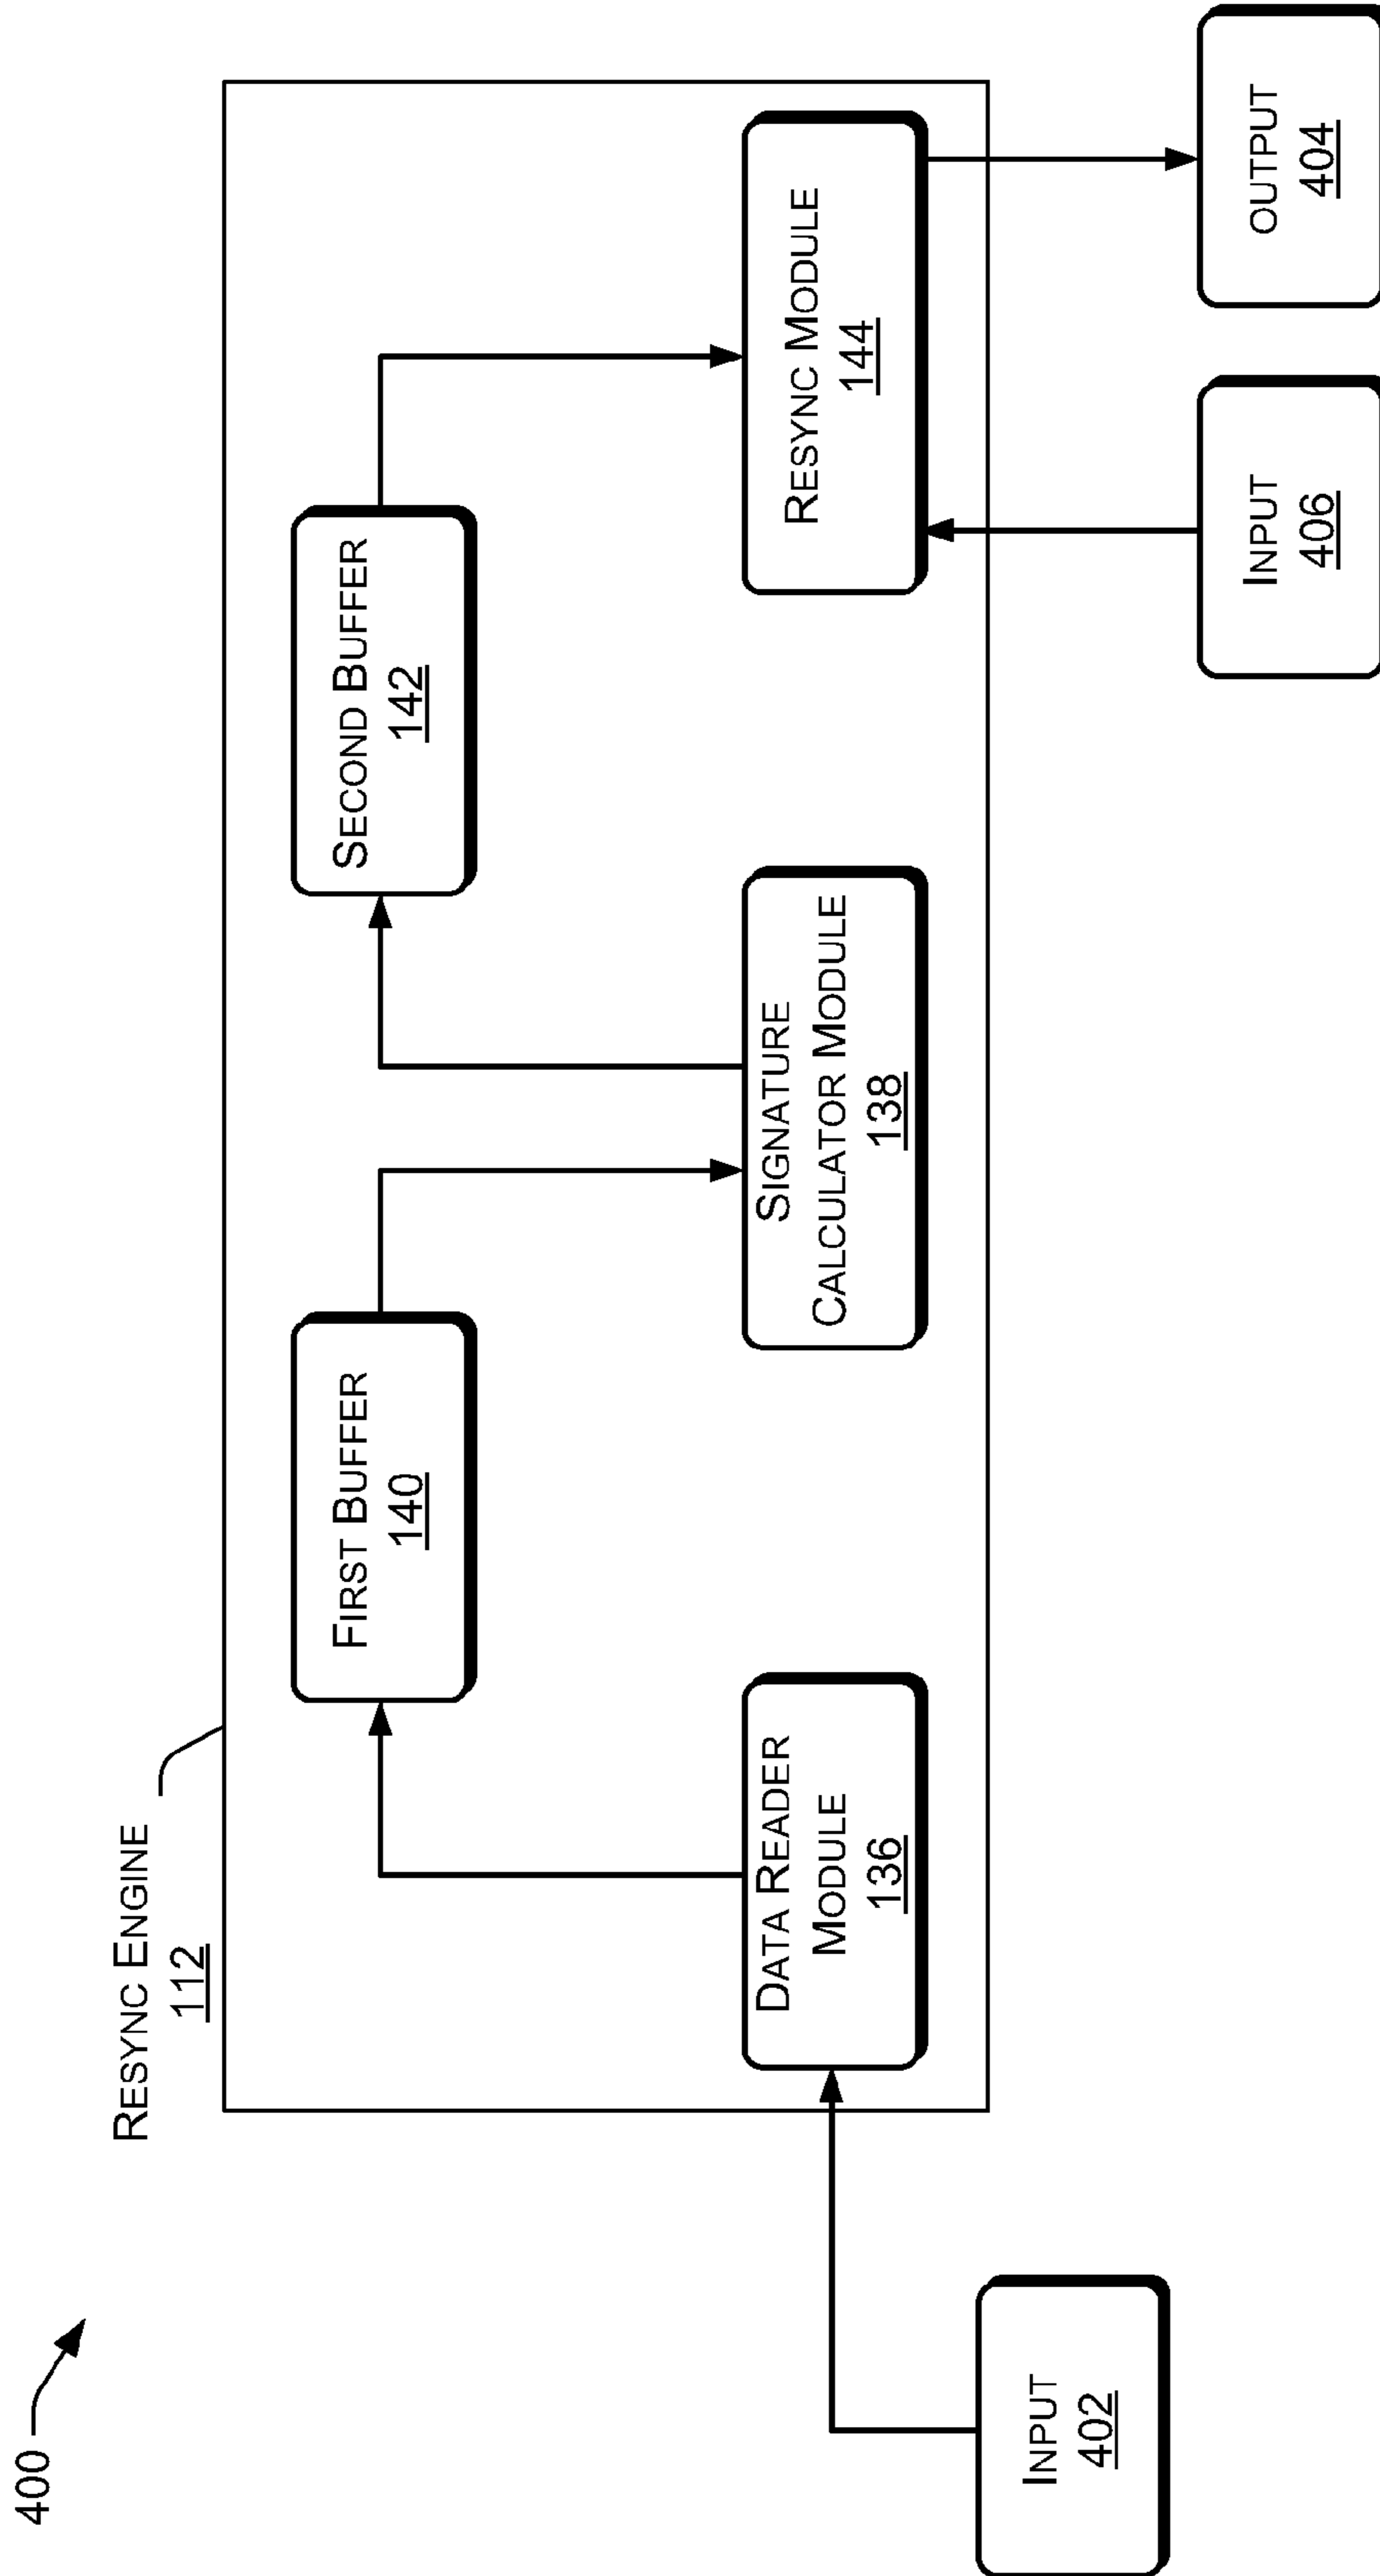 400
RESYNC ENGINE
112
FIRST BUFFER
140
SECOND BUFFER
142
DATA READER
MODULE
136
SIGNATURE
CALCULATOR MODULE
138
RESYNC MODULE
144
INPUT
402
INPUT
406
OUTPUT
404